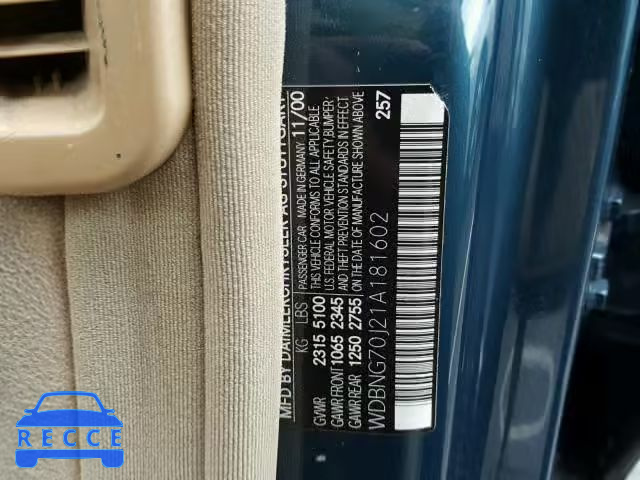 MFD BY DAIMLERCHRYSLER AG STUTTGART
PASSENGER CAR MADE IN GERMANY 11/00
KG LBS THIS VEHICLE CONFORMS TO ALL APPLICABLE
GVWR 2315 5100 U.S. FEDERAL MOTOR VEHICLE SAFETY BUMPER,
GAWR FRONT 1065 2345 AND THEFT PREVENTION STANDARDS IN EFFECT
GAWR REAR 1250 2755 ON THE DATE OF MANUFACTURE SHOWN ABOVE
257
WDBNG70J21A181602
RECCE